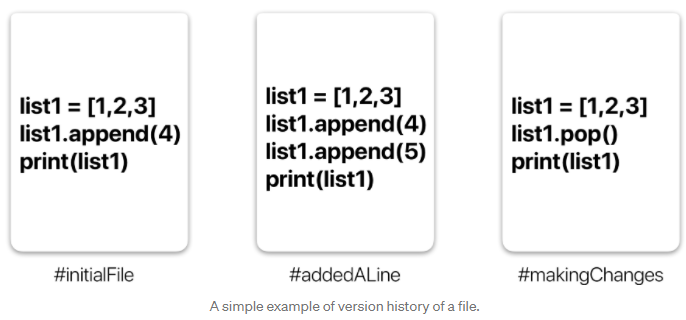 list1 = [1,2,3]
list1.append(4)
print(list1)
#initialFile
list1 = [1,2,3]
list1.append(4)
list1.append(5)
print(list1)
#addedALine
list1 = [1,2,3]
list1.pop()
print(list1)
#makingChanges
A simple example of version history of a file.